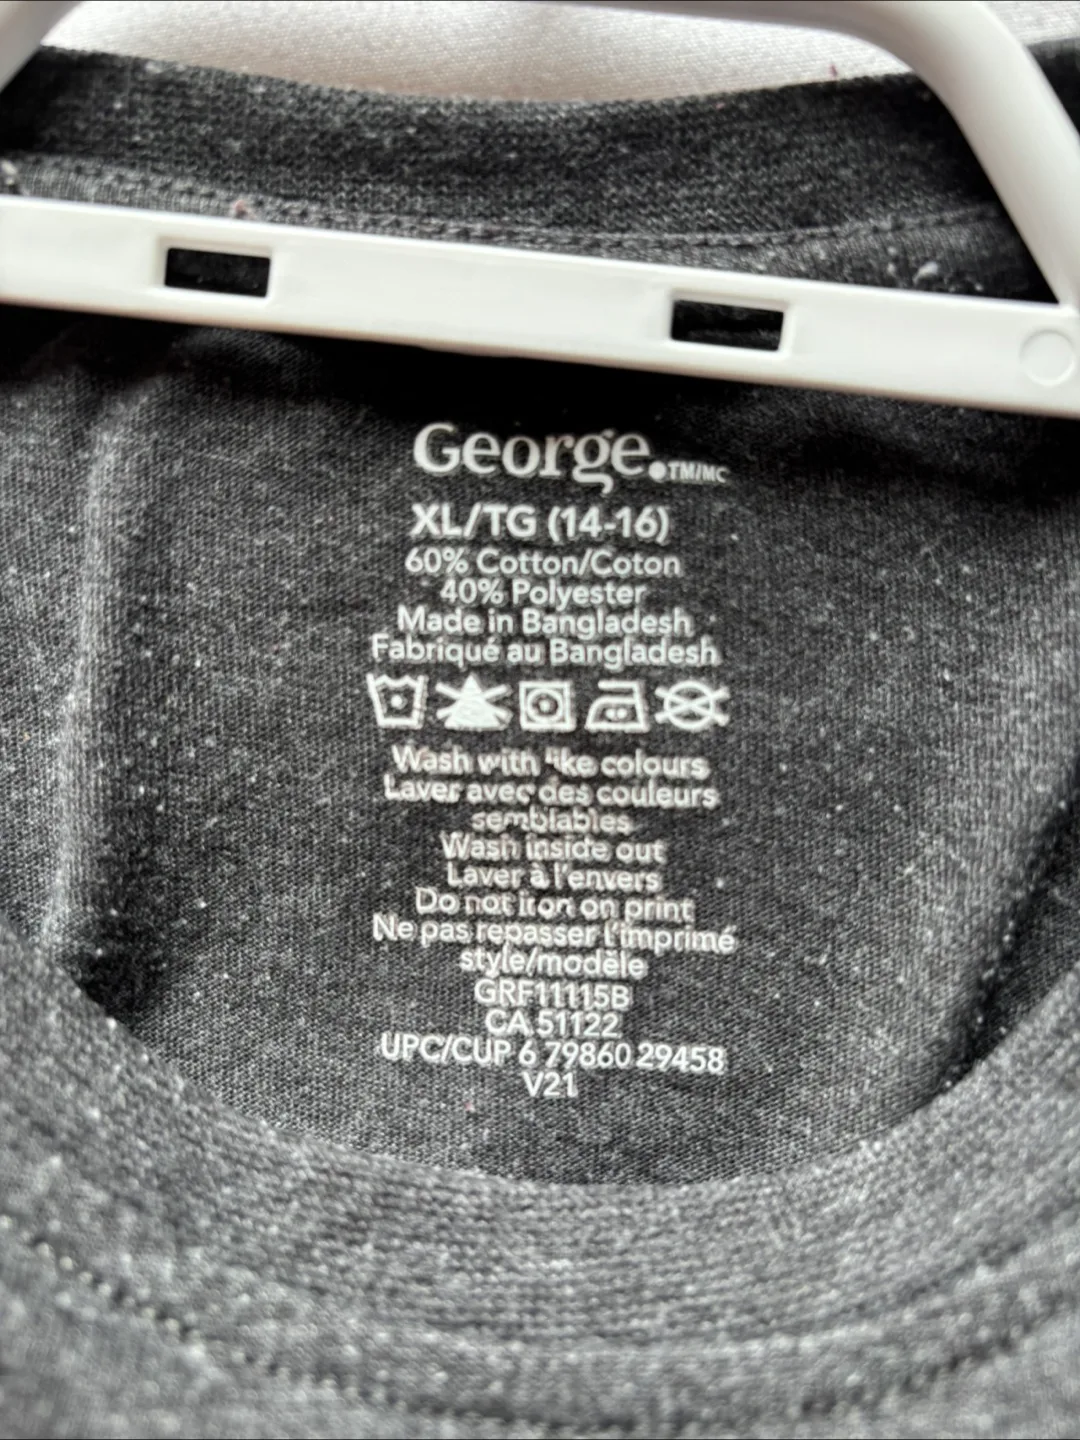 George.TM/MC
XL/TG (14-16)
60% Cotton/Coton
40% Polyester
Made in Bangladesh
Fabriqué au Bangladesh
Wash with like colours
Laver avec des couleurs
semblables
Wash inside out
Laver à l'envers
Do not iron on print
Ne pas repasser l'imprimé
style/modèle
GRF11115B
CA 51122
UPC/CUP 6 79860 29458
V21